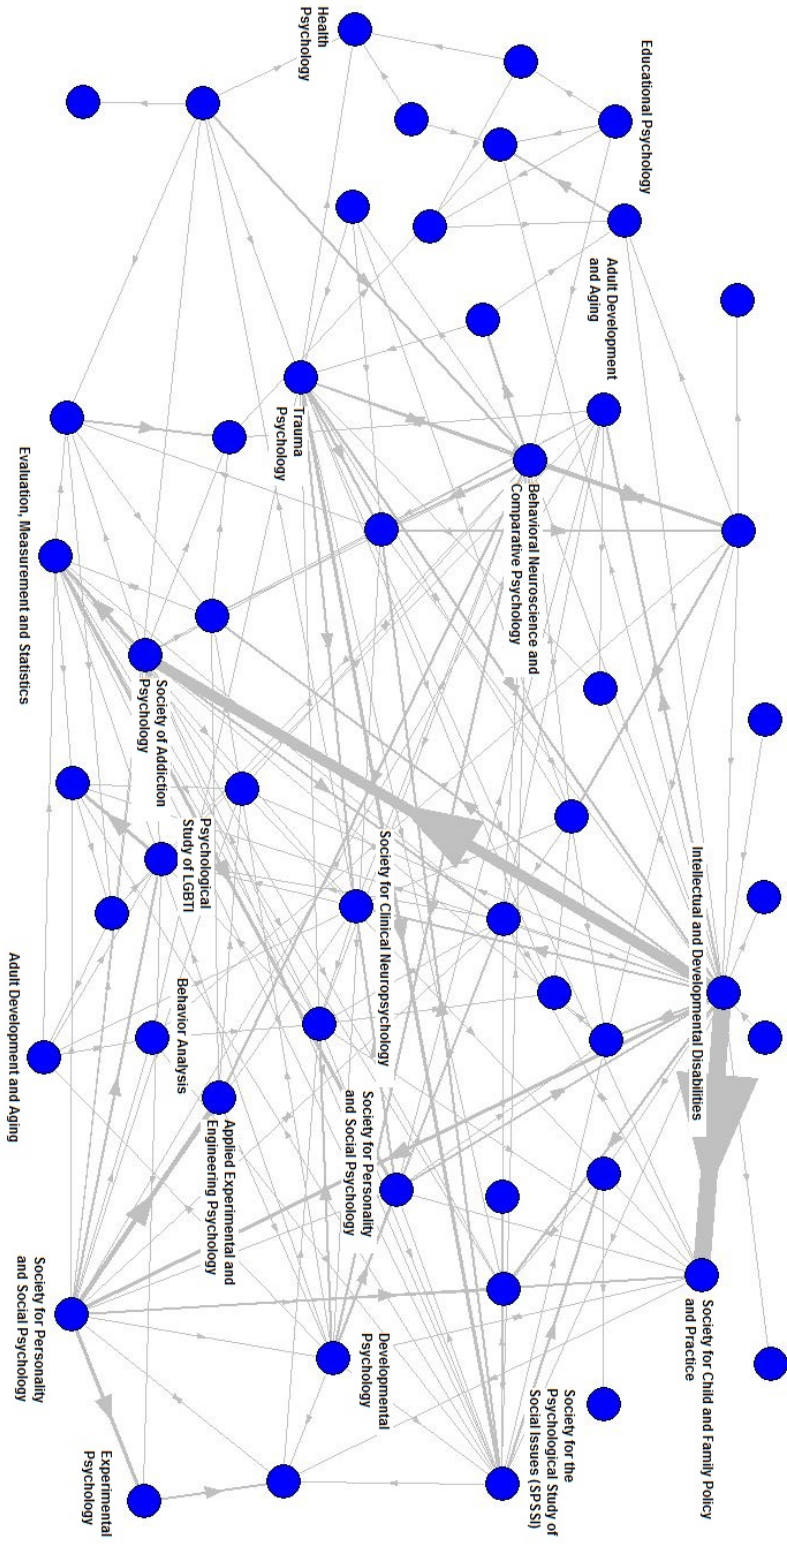 Health
Psychology
Educational Psychology
Adult Development
and Aging
Trauma
Psychology
Behavioral Neuroscience and
Comparative Psychology
Evaluation, Measurement and Statistics
Society of Addiction
Psychology
Psychological
Study of LGBTI
Society for Clinical Neuropsychology
Intellectual and Developmental Disabilities
Adult Development and Aging
Behavior Analysis
Applied Experimental and
Engineering Psychology
Society for Personality
and Social Psychology
Society for Child and Family Policy
and Practice
Society for Personality
and Social Psychology
Developmental
Psychology
Society for the
Psychological Study of
Social Issues (SPSSI)
Experimental
Psychology